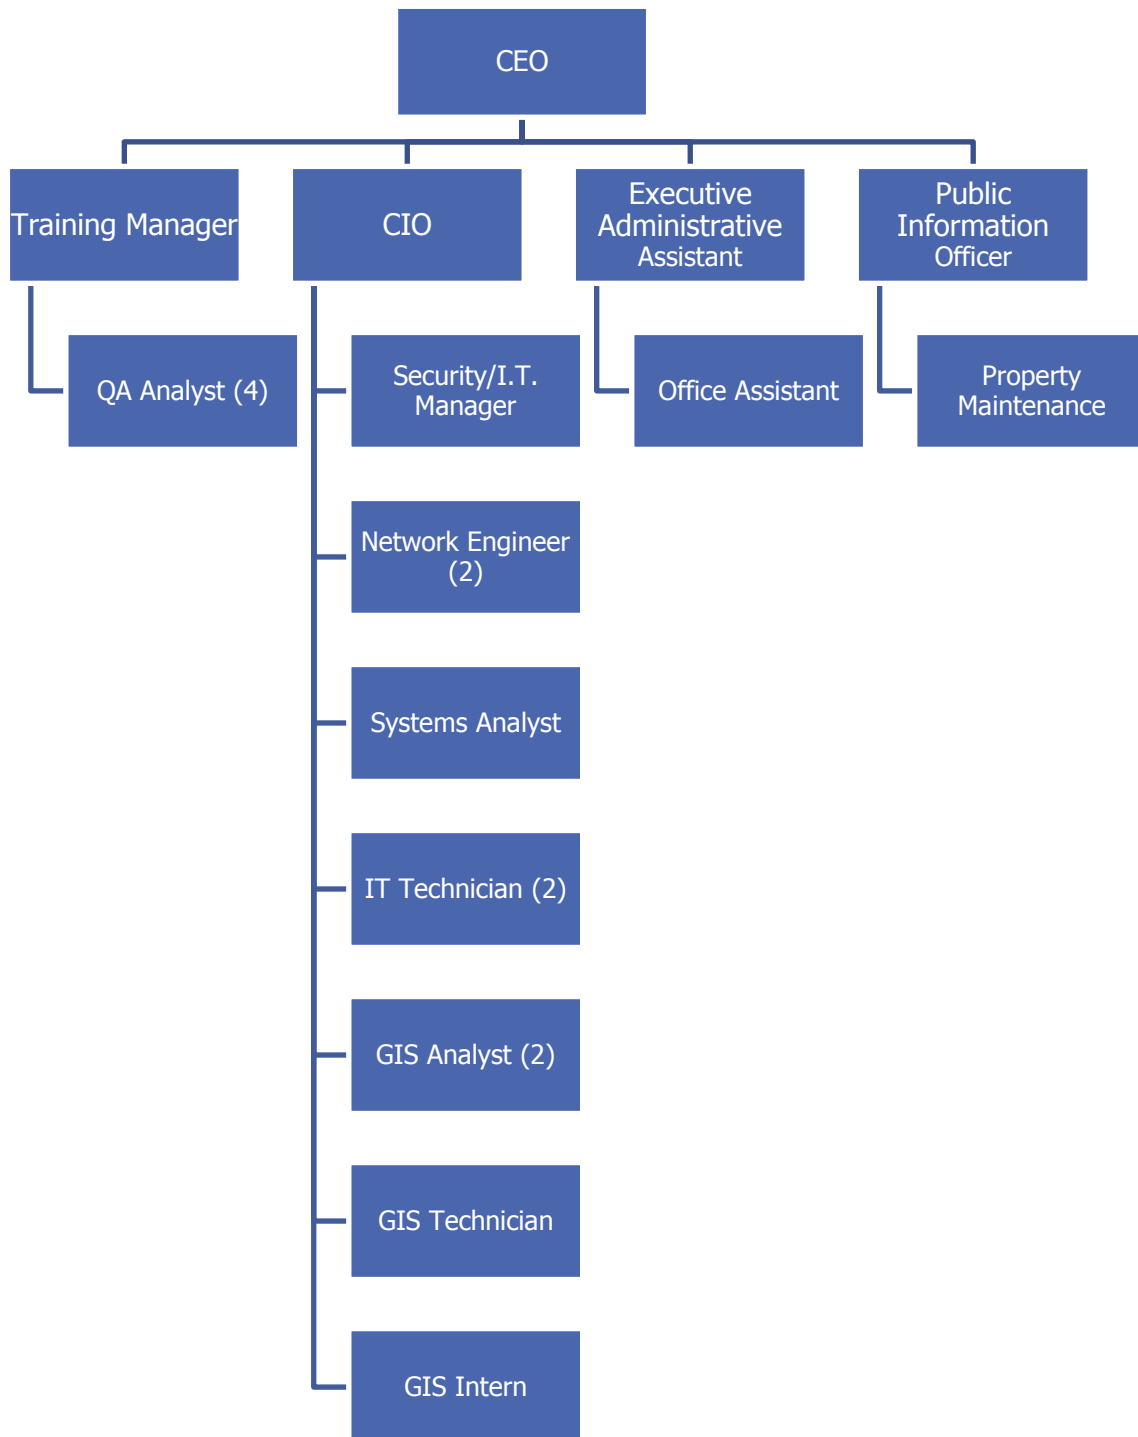 CEO
Training Manager
CIO
Executive
Administrative
Assistant
Public
Information
Officer
QA Analyst (4)
Security/I.T.
Manager
Office Assistant
Property
Maintenance
Network Engineer
(2)
Systems Analyst
IT Technician (2)
GIS Analyst (2)
GIS Technician
GIS Intern